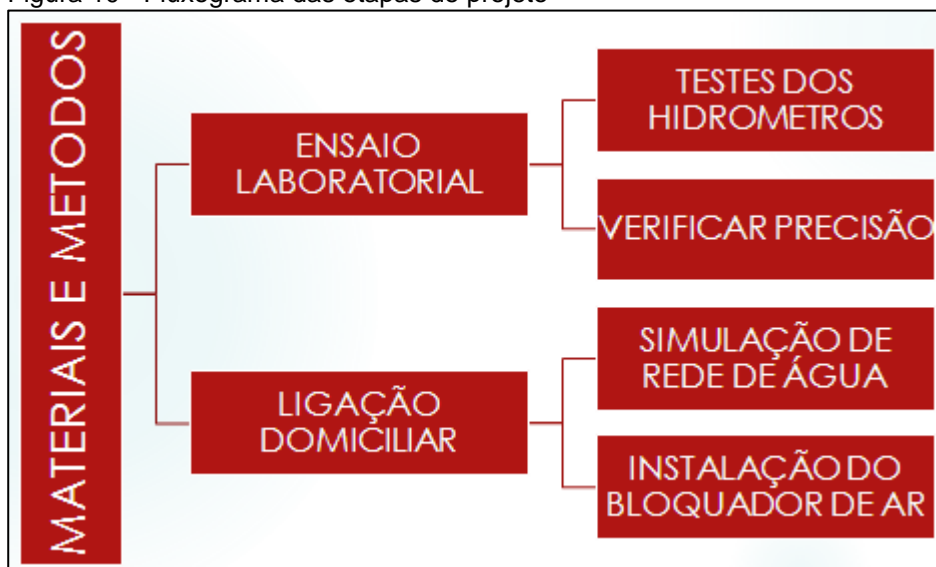 MATERIAIS E METODOS
ENSAIO
LABORATORIAL
TESTES DOS
HIDROMETROS
VERIFICAR PRECISÃO
LIGAÇÃO
DOMICILIAR
SIMULAÇÃO DE
REDE DE ÁGUA
INSTALAÇÃO DO
BLOQUADOR DE AR